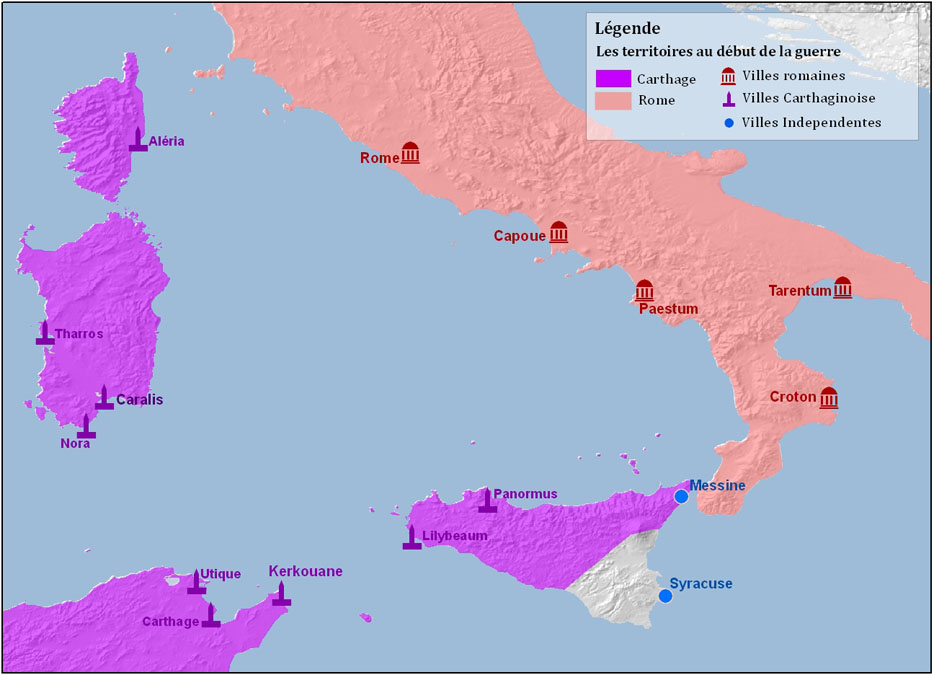 Légende
Les territoires au début de la guerre
Carthage
Villes romaines
Rome
Villes Carthaginoise
Villes Independentes
Aléria
Rome
Capoue
Tarentum
Paestum
Tharros
Caralis
Croton
Nora
Messine
Panormus
Lilybeaum
Utique
Kerkouane
Syracuse
Carthage